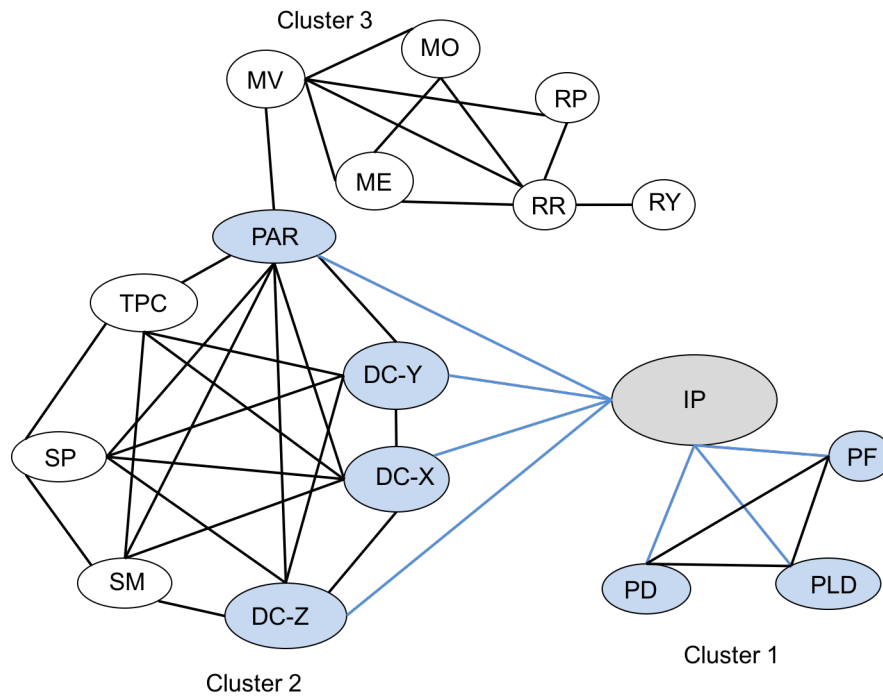 Cluster 3
MO
MV
RP
ME
RR
RY
PAR
TPC
DC-Y
IP
SP
DC-X
PF
SM
DC-Z
PD
PLD
Cluster 1
Cluster 2